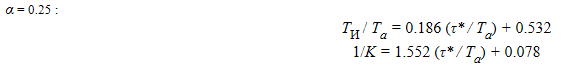 α = 0.25 :
T_И / T_a = 0.186 (τ* / T_a) + 0.532
1/K = 1.552 (τ* / T_a) + 0.078